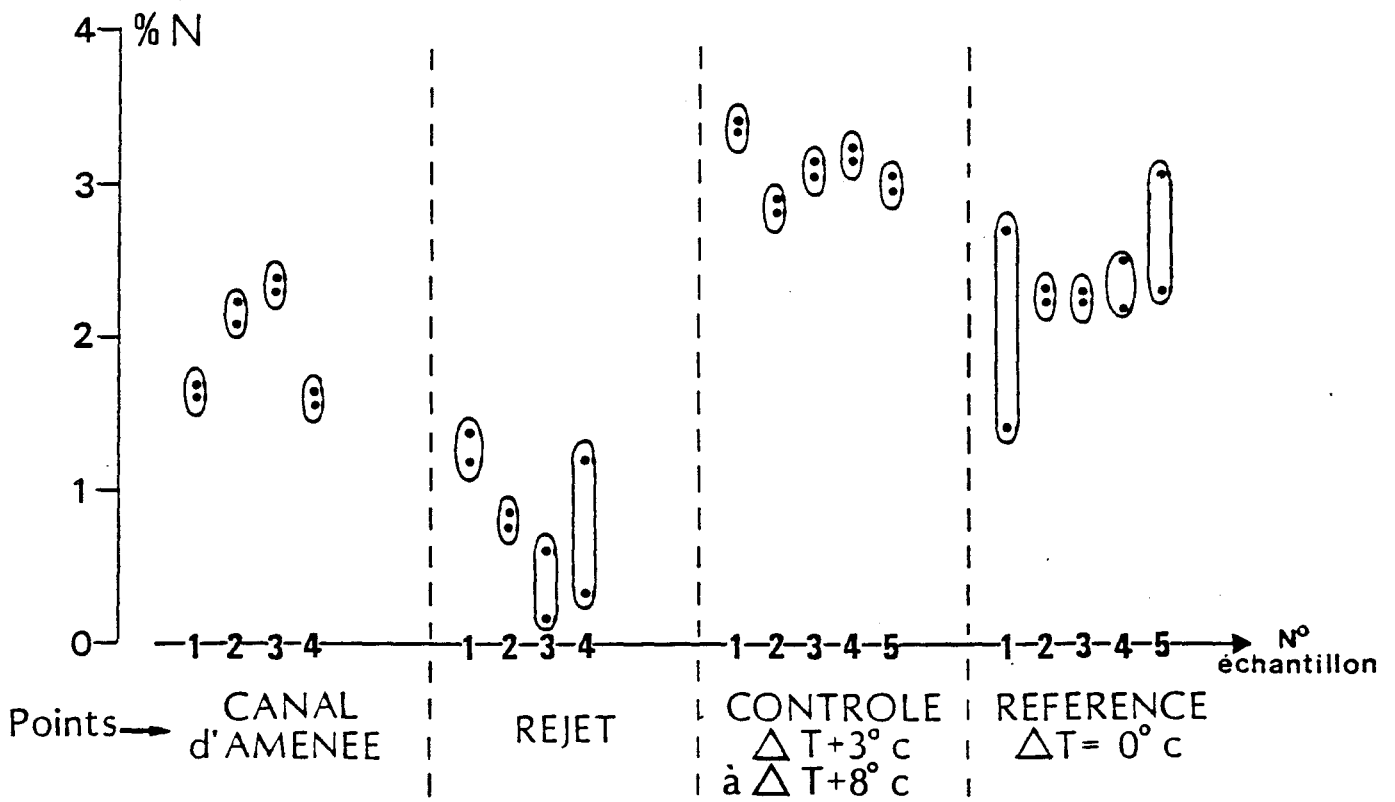 4 % N
3
2
1
0
1 2 3 4 1 2 3 4 1 2 3 4 5 1 2 3 4 5 N°
échantillon
Points
CANAL
d'AMENEE
REJET
CONTROLE
△ T+3° c
à △ T+8° c
REFERENCE
△T= 0° c